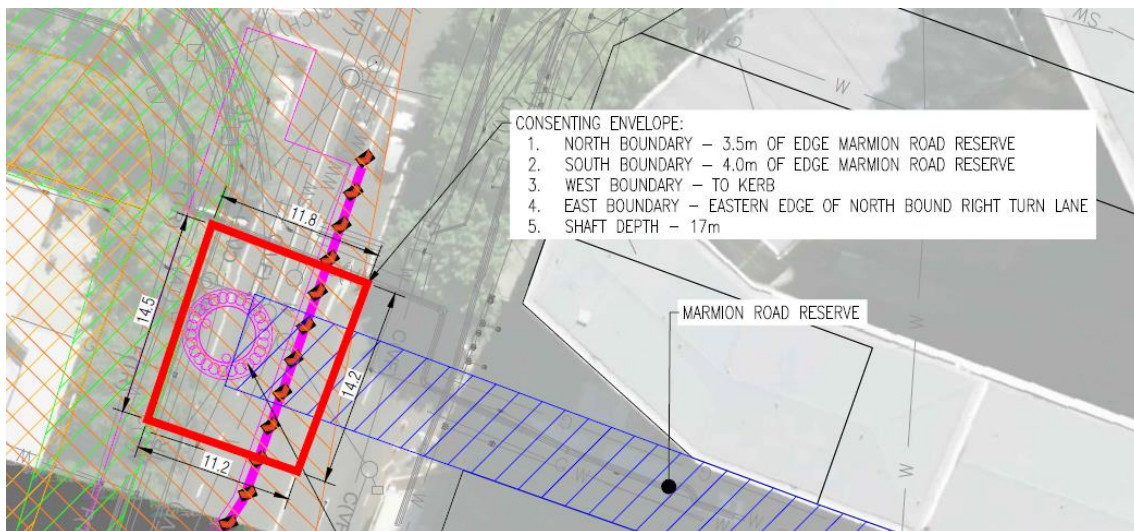 CONSENTING ENVELOPE:
1. NORTH BOUNDARY – 3.5m OF EDGE MARMION ROAD RESERVE
2. SOUTH BOUNDARY – 4.0m OF EDGE MARMION ROAD RESERVE
3. WEST BOUNDARY – TO KERB
4. EAST BOUNDARY – EASTERN EDGE OF NORTH BOUND RIGHT TURN LANE
5. SHAFT DEPTH – 17m
11.8
14.5
14.2
11.2
MARMION ROAD RESERVE
SW
W
G
W
W
W
W
W
G
G